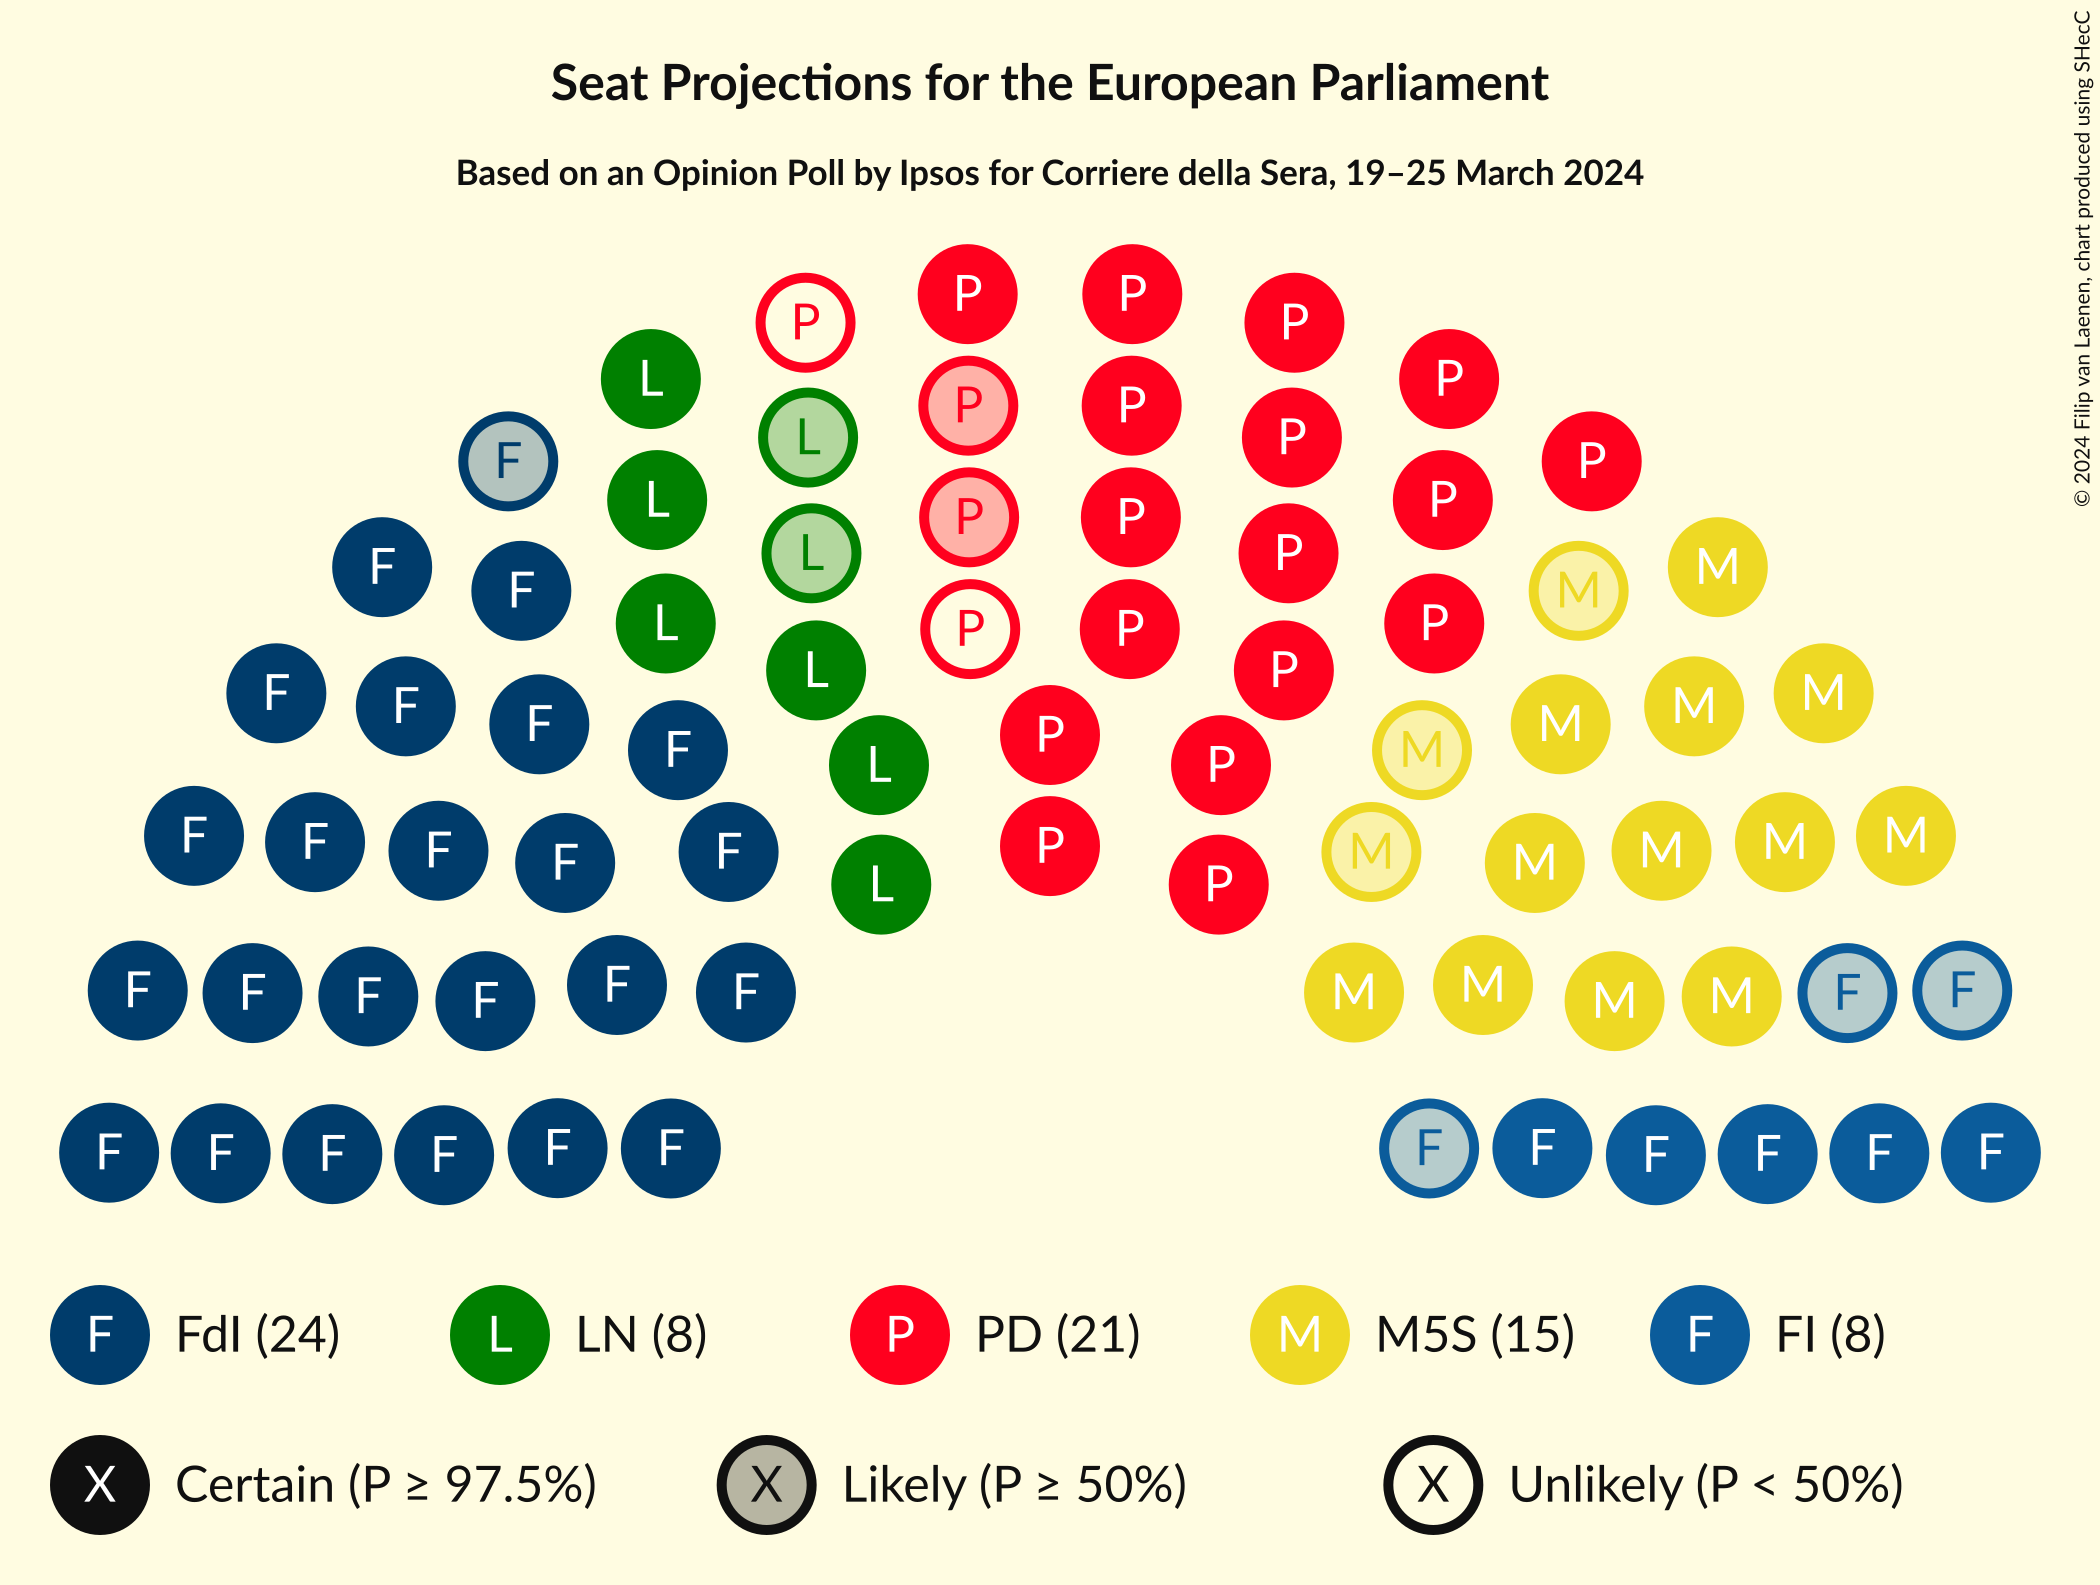 Seat Projections for the European Parliament
Based on an Opinion Poll by Ipsos for Corriere della Sera, 19–25 March 2024
© 2024 Filip van Laenen, chart produced using SHecC
P P
P P
L P
P P
L P
F P
L P
L P
P P
L P
F M
F M
L P
P
L P
F M
F F M M
F M
P
F M
L P
F F F F F M M M M M
P
L P
F F F F F F M M M M F F
F F F F F F F F F F F F
F FdI (24) L LN (8) P PD (21) M M5S (15) F FI (8)
X Certain (P ≥ 97.5%) X Likely (P ≥ 50%) X Unlikely (P < 50%)